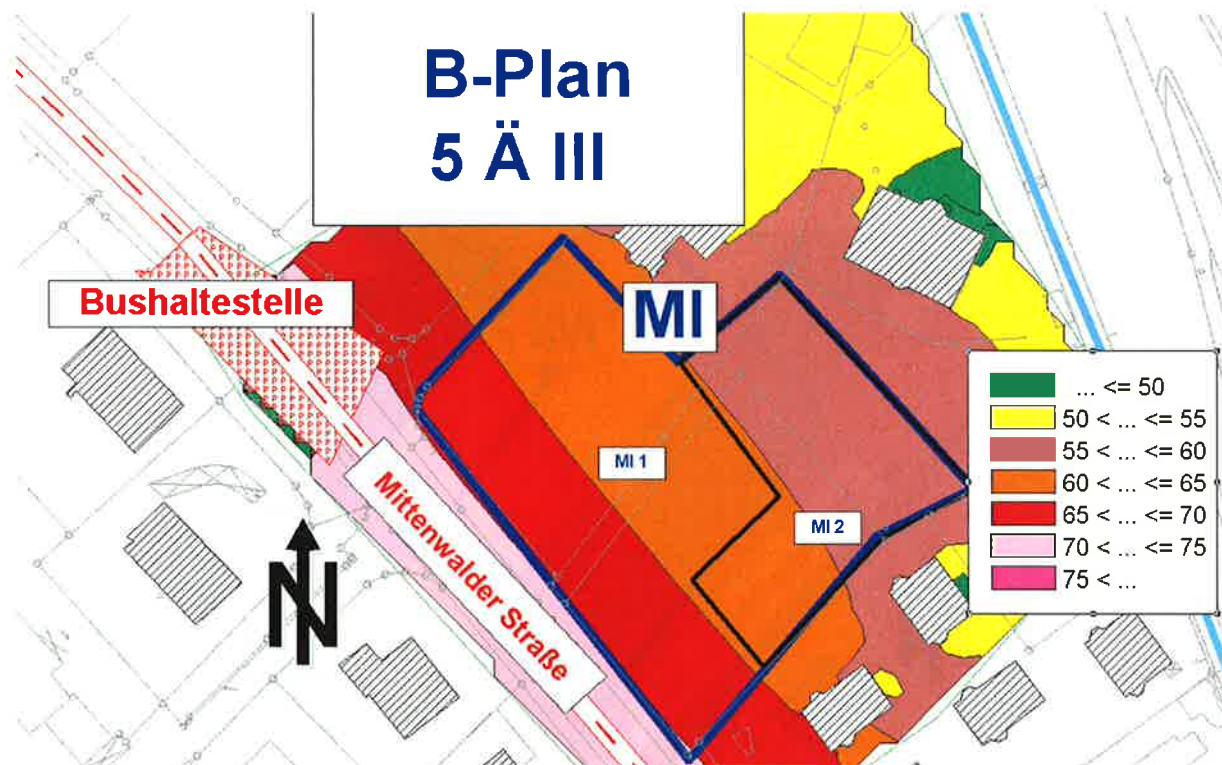 B-Plan
5 Ä III
Bushaltestelle
MI
MI 1
MI 2
Mittenwalder Straße
N
... <= 50
50 < ... <= 55
55 < ... <= 60
60 < ... <= 65
65 < ... <= 70
70 < ... <= 75
75 < ...